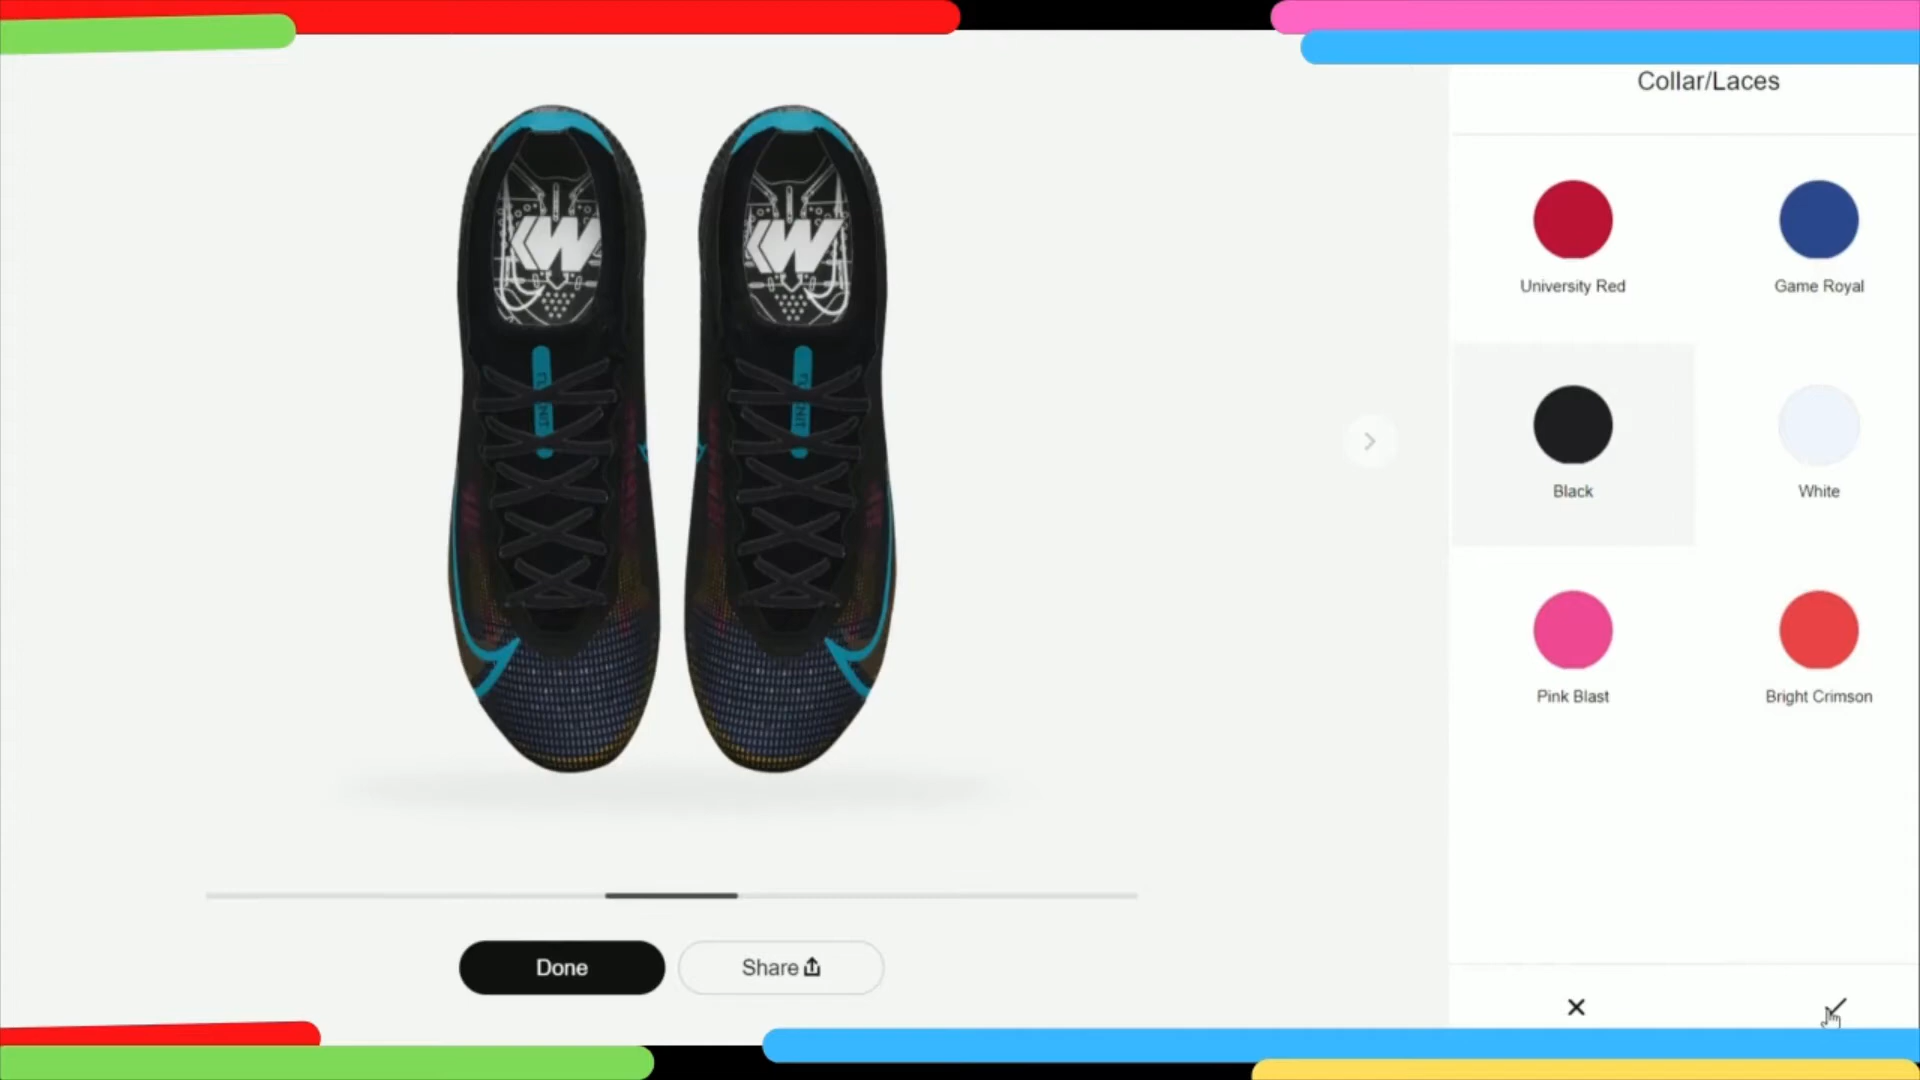 Collar/Laces
University Red
Game Royal
Black
White
Pink Blast
Bright Crimson
Done
Share